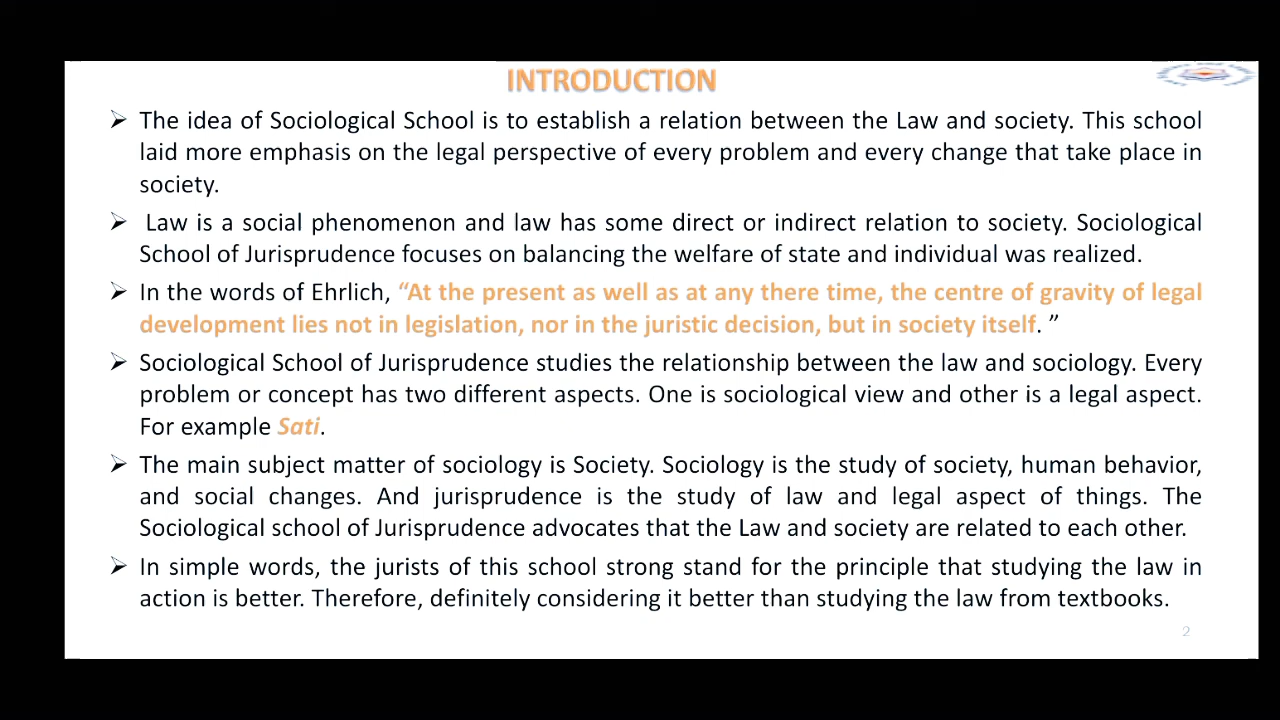 INTRODUCTION
➢ The idea of Sociological School is to establish a relation between the Law and society. This school
laid more emphasis on the legal perspective of every problem and every change that take place in
society.
➢ Law is a social phenomenon and law has some direct or indirect relation to society. Sociological
School of Jurisprudence focuses on balancing the welfare of state and individual was realized.
➢ In the words of Ehrlich, “At the present as well as at any there time, the centre of gravity of legal
development lies not in legislation, nor in the juristic decision, but in society itself. ”
➢ Sociological School of Jurisprudence studies the relationship between the law and sociology. Every
problem or concept has two different aspects. One is sociological view and other is a legal aspect.
For example Sati.
➢ The main subject matter of sociology is Society. Sociology is the study of society, human behavior,
and social changes. And jurisprudence is the study of law and legal aspect of things. The
Sociological school of Jurisprudence advocates that the Law and society are related to each other.
➢ In simple words, the jurists of this school strong stand for the principle that studying the law in
action is better. Therefore, definitely considering it better than studying the law from textbooks.
2